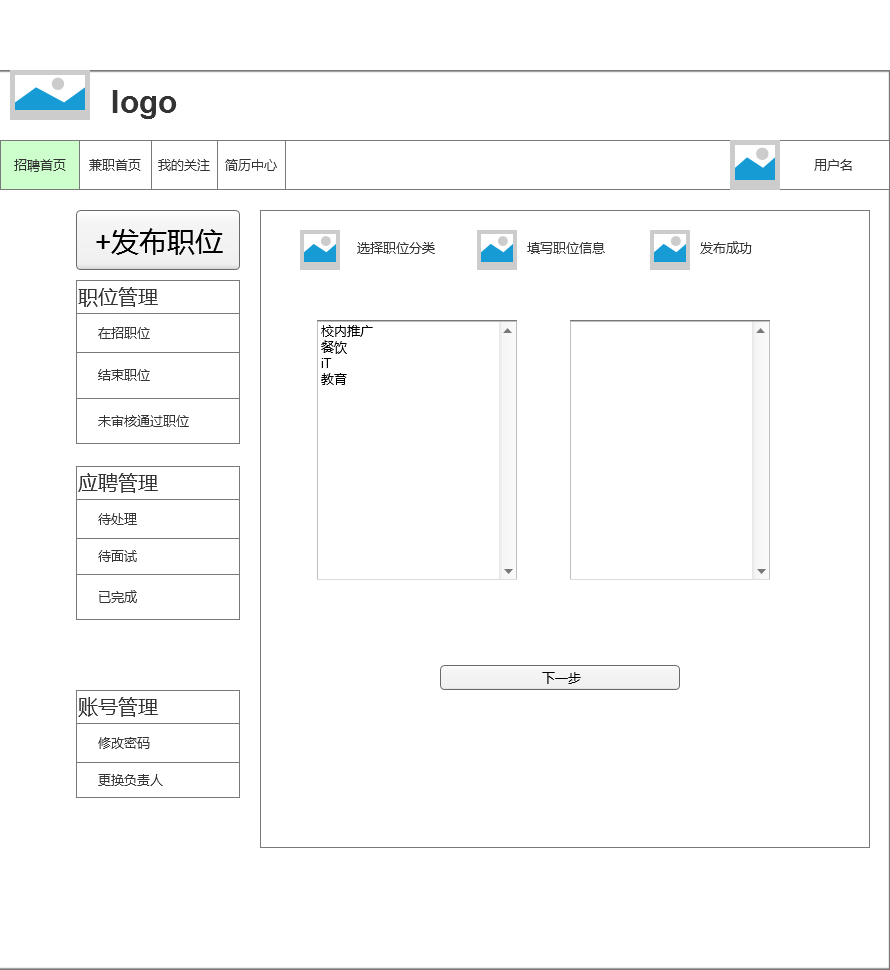 logo
招聘首页 兼职首页 我的关注 简历中心 用户名
+发布职位
职位管理
在招职位
结束职位
未审核通过职位
应聘管理
待处理
待面试
已完成
账号管理
修改密码
更换负责人
选择职位分类 填写职位信息 发布成功
校内推广
餐饮
iT
教育
下一步